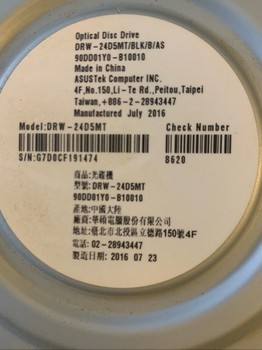 Optical Disc Drive
DRW-24D5MT/BLK/B/AS
90DD01Y0-B10010
Made in China
ASUSTek Computer INC.
4F,No.150,Li-Te Rd.,Peitou,Taipei
Taiwan,+886-2-28943447
Manufactured July 2016
Model:DRW-24D5MT Check Number
S/N:G7D0CF191474 8620
商品:光碟機
型號:DRW-24D5MT
90DD01Y0-B10010
產地:中國大陸
廠商:華碩電腦股份有限公司
地址:臺北市北投區立德路150號4F
電話:02-28943447
製造日期:2016 07 23